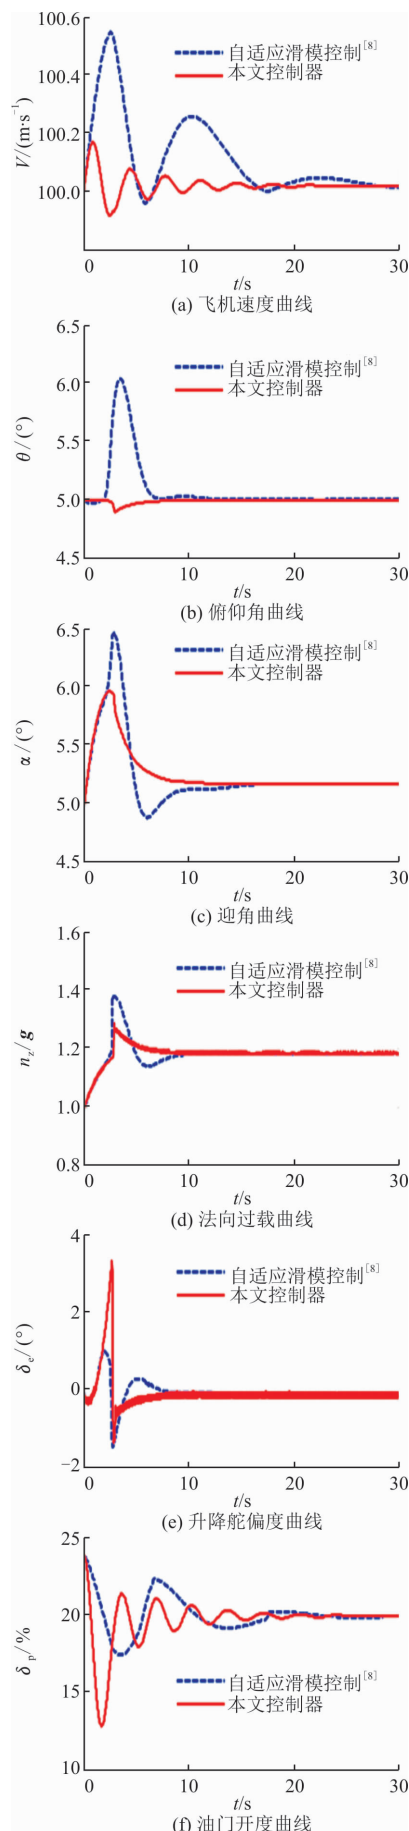 100.6
100.4
100.2
100.0
V/(m·s⁻¹)
自适应滑模控制[8]
本文控制器
0 10 20 30
t/s
(a) 飞机速度曲线
6.5
6.0
5.5
5.0
4.5
θ/(°)
自适应滑模控制[8]
本文控制器
0 10 20 30
t/s
(b) 俯仰角曲线
6.5
6.0
5.5
5.0
4.5
α/(°)
自适应滑模控制[8]
本文控制器
0 10 20 30
t/s
(c) 迎角曲线
1.6
1.4
1.2
1.0
0.8
n_z/g
自适应滑模控制[8]
本文控制器
0 10 20 30
t/s
(d) 法向过载曲线
4
2
0
−2
δ_e/(°)
自适应滑模控制[8]
本文控制器
0 10 20 30
t/s
(e) 升降舵偏度曲线
25
20
15
10
δ_p/%
自适应滑模控制[8]
本文控制器
0 10 20 30
t/s
(f) 油门开度曲线